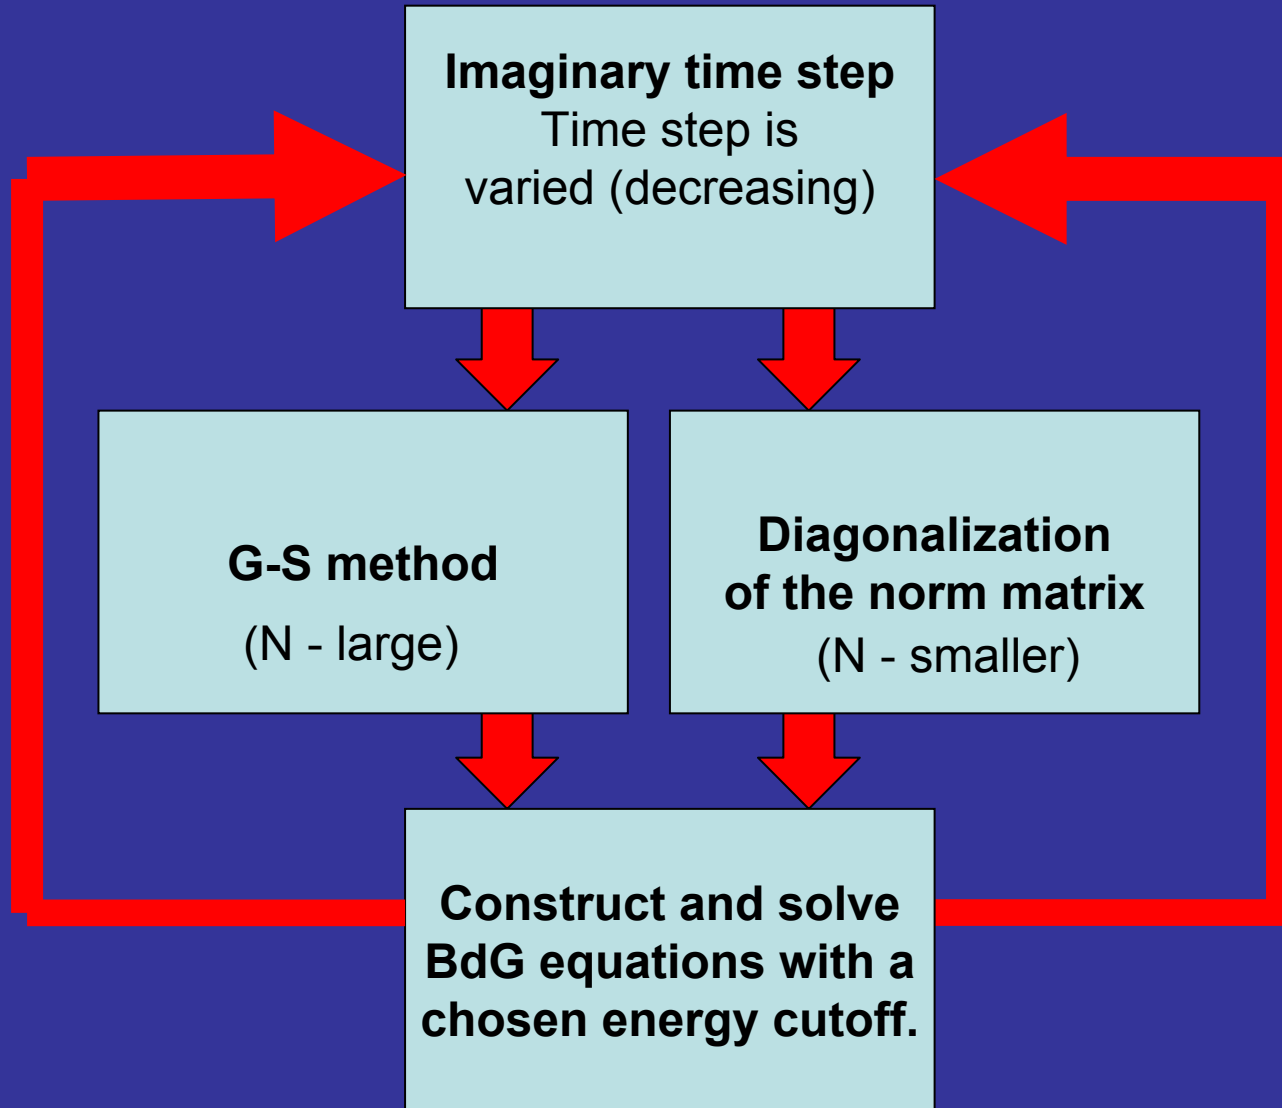 Imaginary time step
Time step is
varied (decreasing)
G-S method
(N - large)
Diagonalization
of the norm matrix
(N - smaller)
Construct and solve
BdG equations with a
chosen energy cutoff.